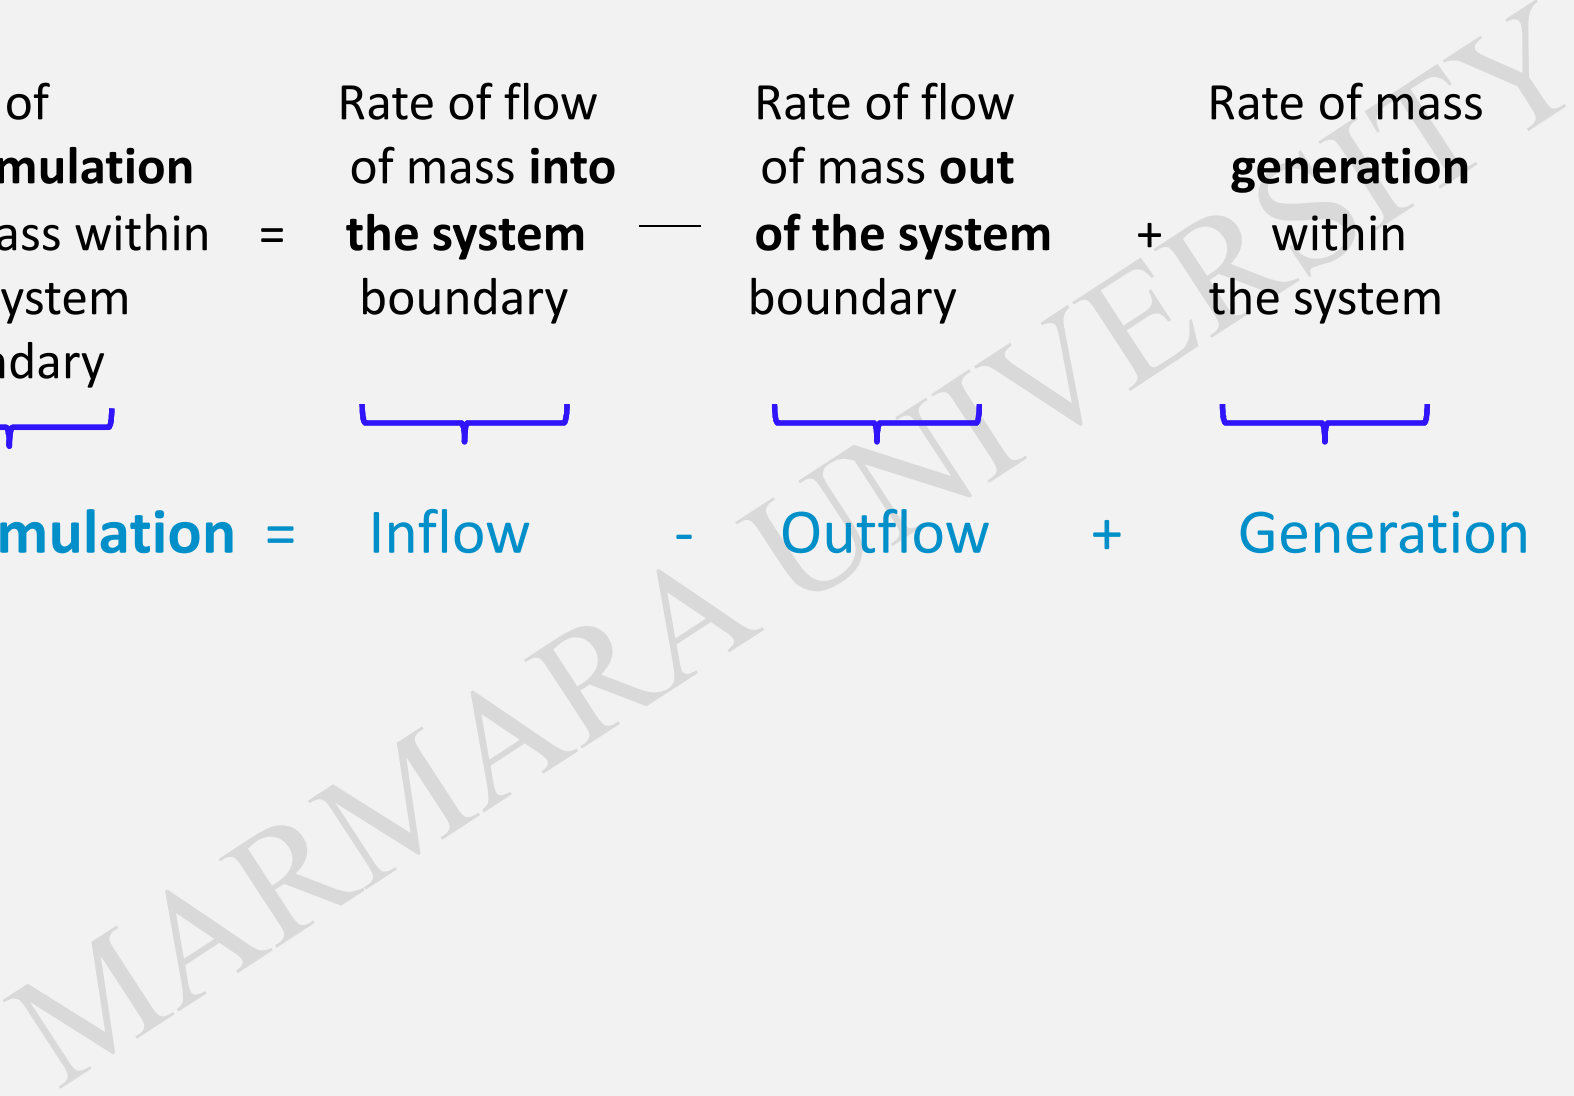 of
mulation
ass within
ystem
ndary
=
Rate of flow
of mass into
the system
boundary
—
Rate of flow
of mass out
of the system
boundary
+
Rate of mass
generation
within
the system
mulation = Inflow - Outflow + Generation
MARMARA UNIVERSITY